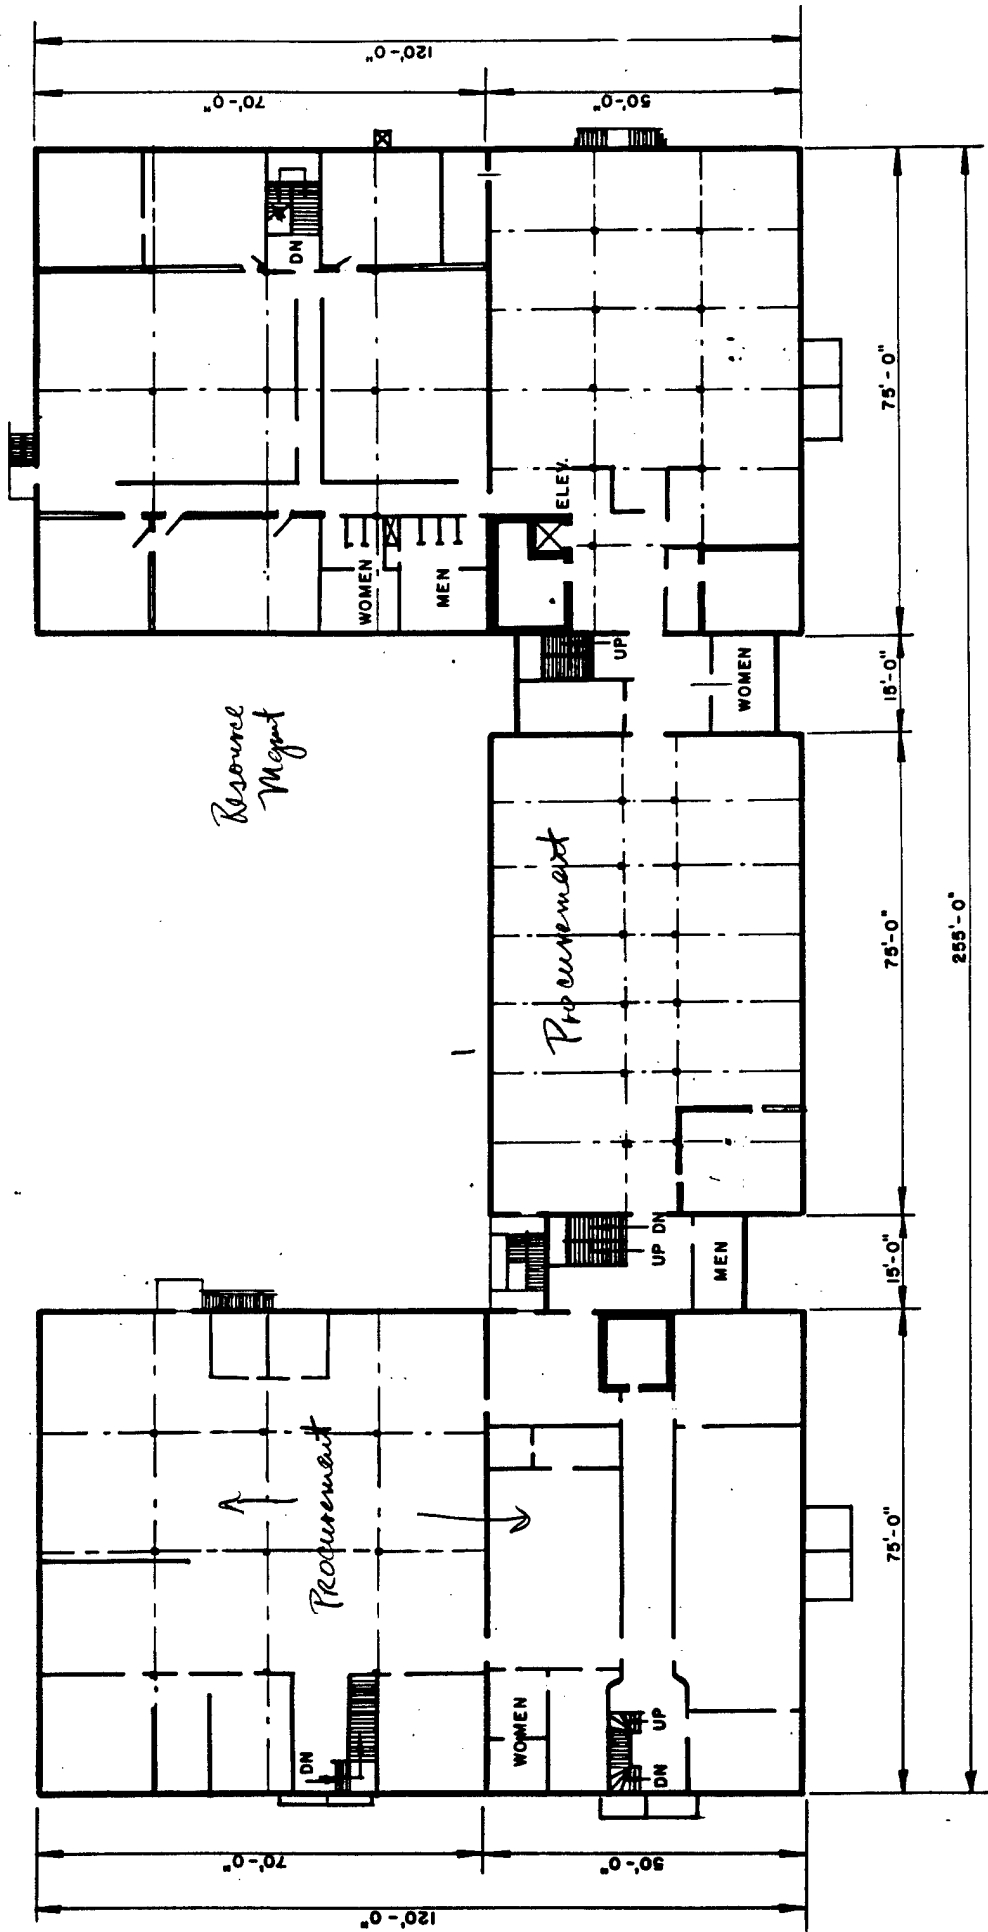 120'-0"
70'-0"
50'-0"
DN
ELEV.
WOMEN
MEN
UP
WOMEN
75'-0"
15'-0"
Resource
Mgmt
Procurement
75'-0"
255'-0"
UP DN
MEN
15'-0"
Procurement
75'-0"
DN
WOMEN
UP
DN
70'-0"
50'-0"
120'-0"